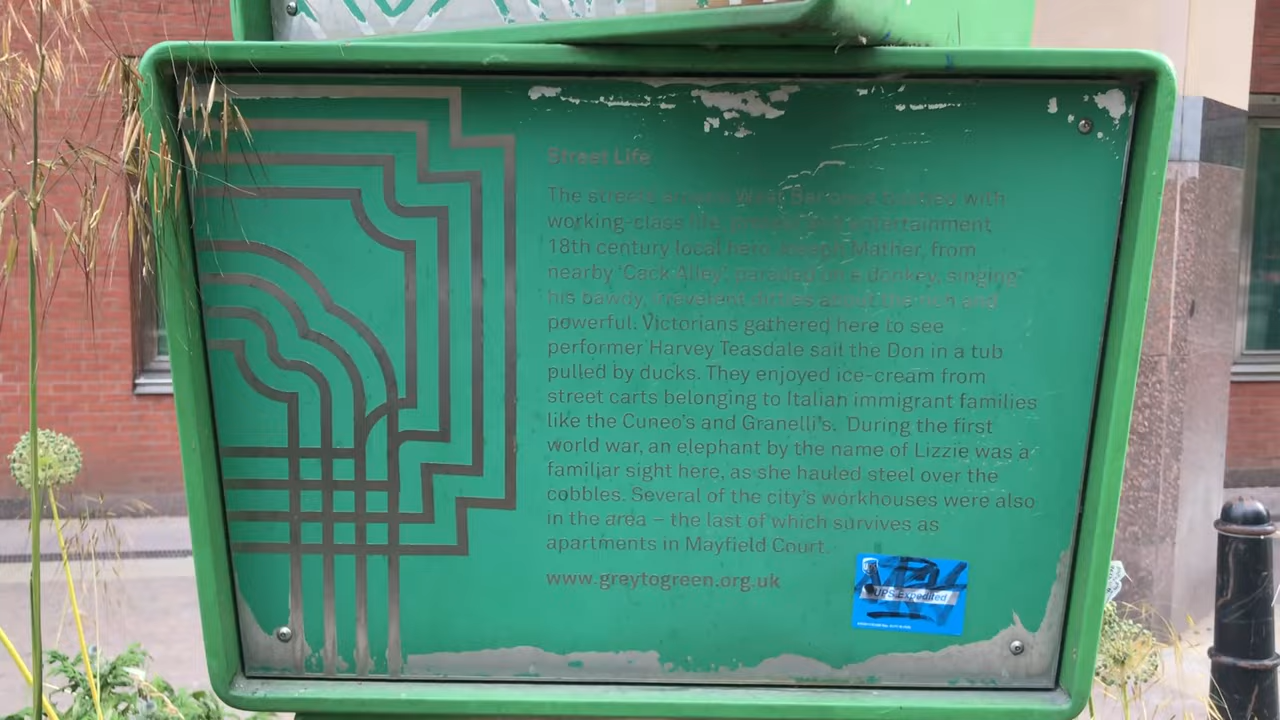 Street Life
The streets around West Bar once bustled with
working-class life, and entertainment.
18th century local hero Joseph Mather, from
nearby 'Cack Alley' paraded on a donkey, singing
his bawdy, irreverent ditties about the rich and
powerful. Victorians gathered here to see
performer Harvey Teasdale sail the Don in a tub
pulled by ducks. They enjoyed ice-cream from
street carts belonging to Italian immigrant families
like the Cuneo's and Granelli's. During the first
world war, an elephant by the name of Lizzie was a
familiar sight here, as she hauled steel over the
cobbles. Several of the city's workhouses were also
in the area – the last of which survives as
apartments in Mayfield Court.
www.greytogreen.org.uk
UPS Expedited